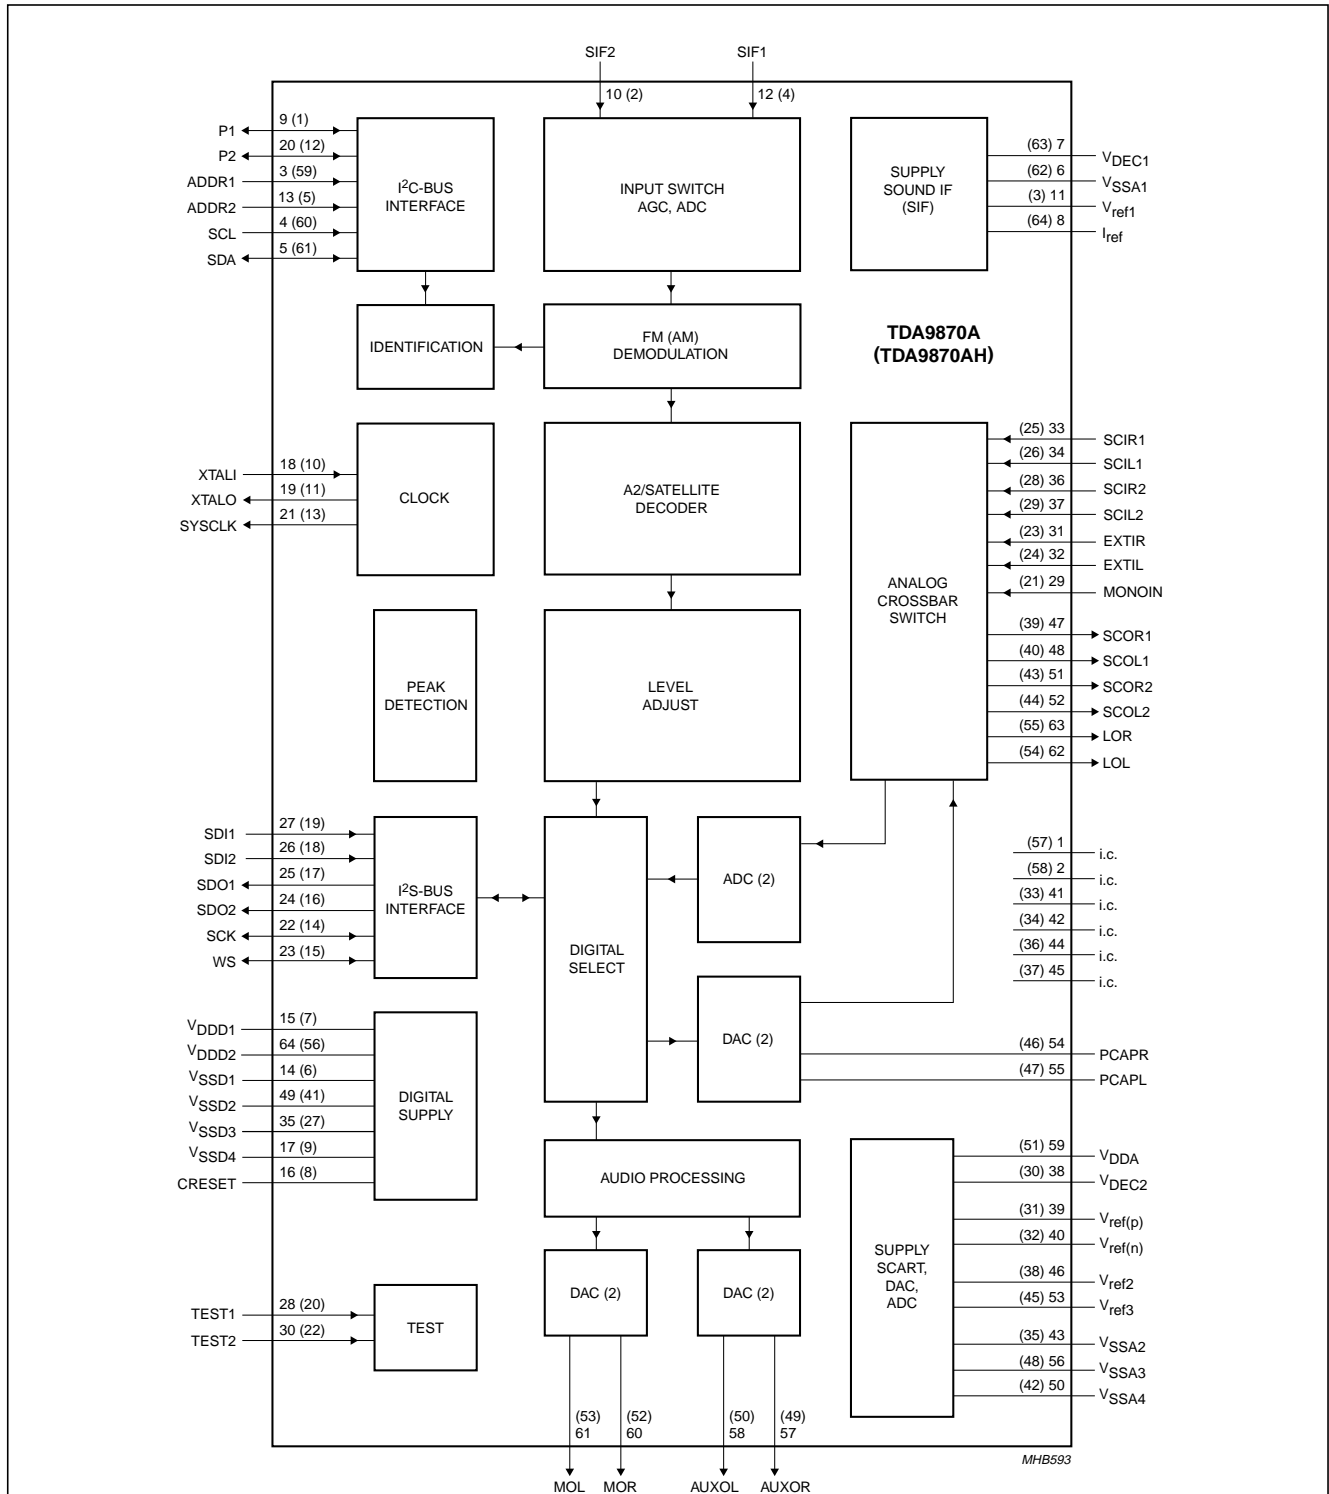 SIF2
SIF1
10 (2)
12 (4)
P1
9 (1)
P2
20 (12)
ADDR1
3 (59)
ADDR2
13 (5)
SCL
4 (60)
SDA
5 (61)
I2C-BUS
INTERFACE
INPUT SWITCH
AGC, ADC
SUPPLY
SOUND IF
(SIF)
(63) 7
VDEC1
(62) 6
VSSA1
(3) 11
Vref1
(64) 8
Iref
IDENTIFICATION
FM (AM)
DEMODULATION
TDA9870A
(TDA9870AH)
XTALI
18 (10)
XTALO
19 (11)
SYSCLK
21 (13)
CLOCK
A2/SATELLITE
DECODER
ANALOG
CROSSBAR
SWITCH
(25) 33
SCIR1
(26) 34
SCIL1
(28) 36
SCIR2
(29) 37
SCIL2
(23) 31
EXTIR
(24) 32
EXTIL
(21) 29
MONOIN
(39) 47
SCOR1
(40) 48
SCOL1
(43) 51
SCOR2
(44) 52
SCOL2
(55) 63
LOR
(54) 62
LOL
PEAK
DETECTION
LEVEL
ADJUST
SDI1
27 (19)
SDI2
26 (18)
SDO1
25 (17)
SDO2
24 (16)
SCK
22 (14)
WS
23 (15)
I2S-BUS
INTERFACE
DIGITAL
SELECT
ADC (2)
DAC (2)
(57) 1
i.c.
(58) 2
i.c.
(33) 41
i.c.
(34) 42
i.c.
(36) 44
i.c.
(37) 45
i.c.
(46) 54
PCAPR
(47) 55
PCAPL
VDDD1
15 (7)
VDDD2
64 (56)
VSSD1
14 (6)
VSSD2
49 (41)
VSSD3
35 (27)
VSSD4
17 (9)
CRESET
16 (8)
DIGITAL
SUPPLY
AUDIO PROCESSING
SUPPLY
SCART,
DAC,
ADC
(51) 59
VDDA
(30) 38
VDEC2
(31) 39
Vref(p)
(32) 40
Vref(n)
(38) 46
Vref2
(45) 53
Vref3
(35) 43
VSSA2
(48) 56
VSSA3
(42) 50
VSSA4
TEST1
28 (20)
TEST2
30 (22)
TEST
DAC (2)
DAC (2)
(53)
61
(52)
60
(50)
58
(49)
57
MHB593
MOL
MOR
AUXOL
AUXOR